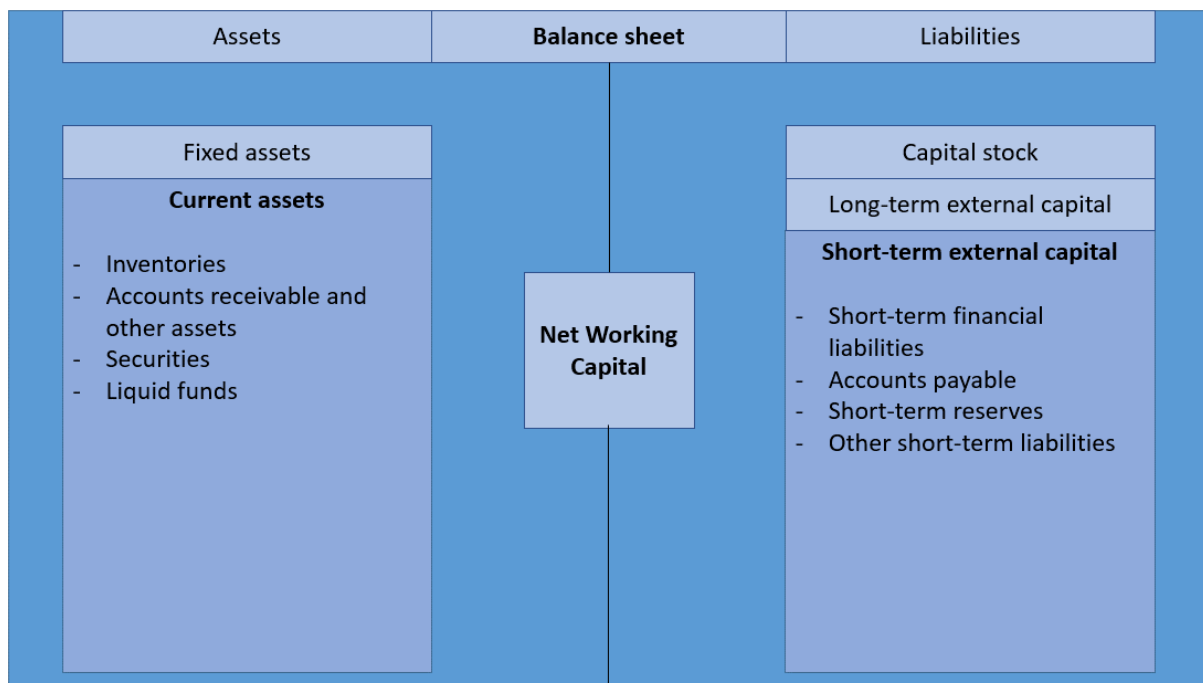 Assets
Balance sheet
Liabilities
Fixed assets
Current assets
- Inventories
- Accounts receivable and
other assets
- Securities
- Liquid funds
Net Working
Capital
Capital stock
Long-term external capital
Short-term external capital
- Short-term financial
liabilities
- Accounts payable
- Short-term reserves
- Other short-term liabilities